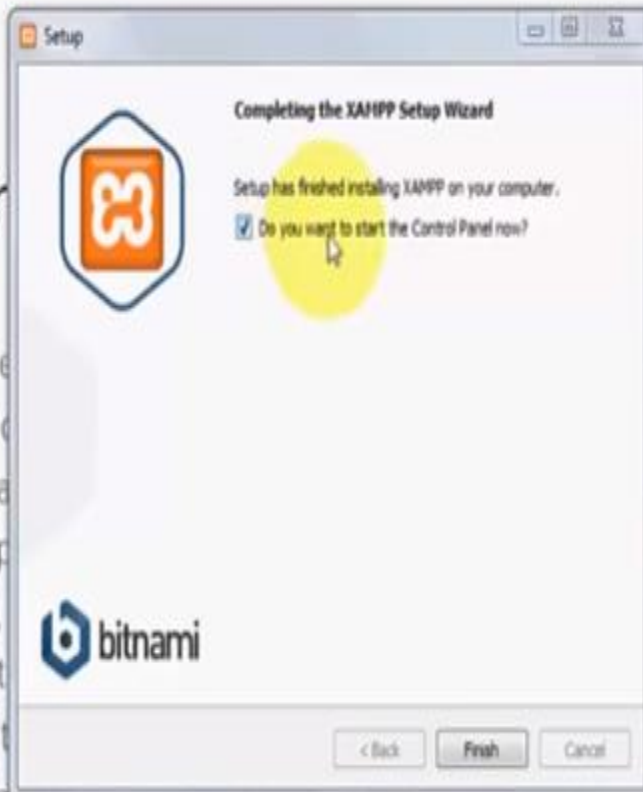 Setup
Completing the XAMPP Setup Wizard
Setup has finished installing XAMPP on your computer.
Do you want to start the Control Panel now?
bitnami
< Back
Finish
Cancel